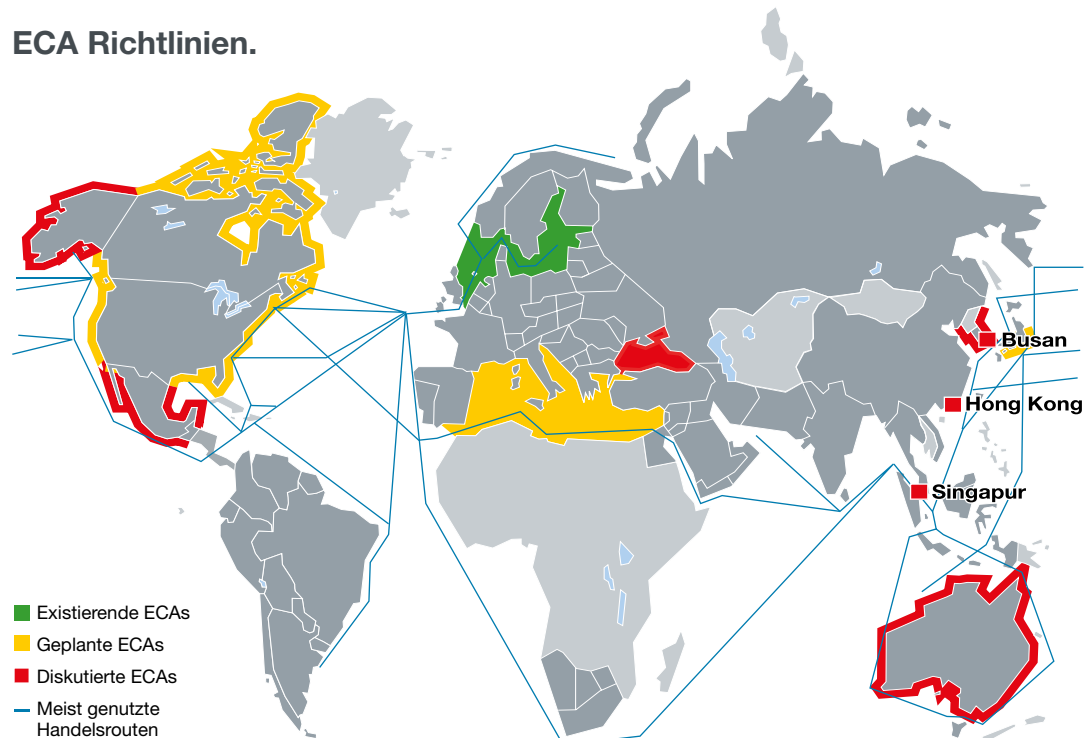 ECA Richtlinien.
Busan
Hong Kong
Singapur
Existierende ECAs
Geplante ECAs
Diskutierte ECAs
Meist genutzte
Handelsrouten